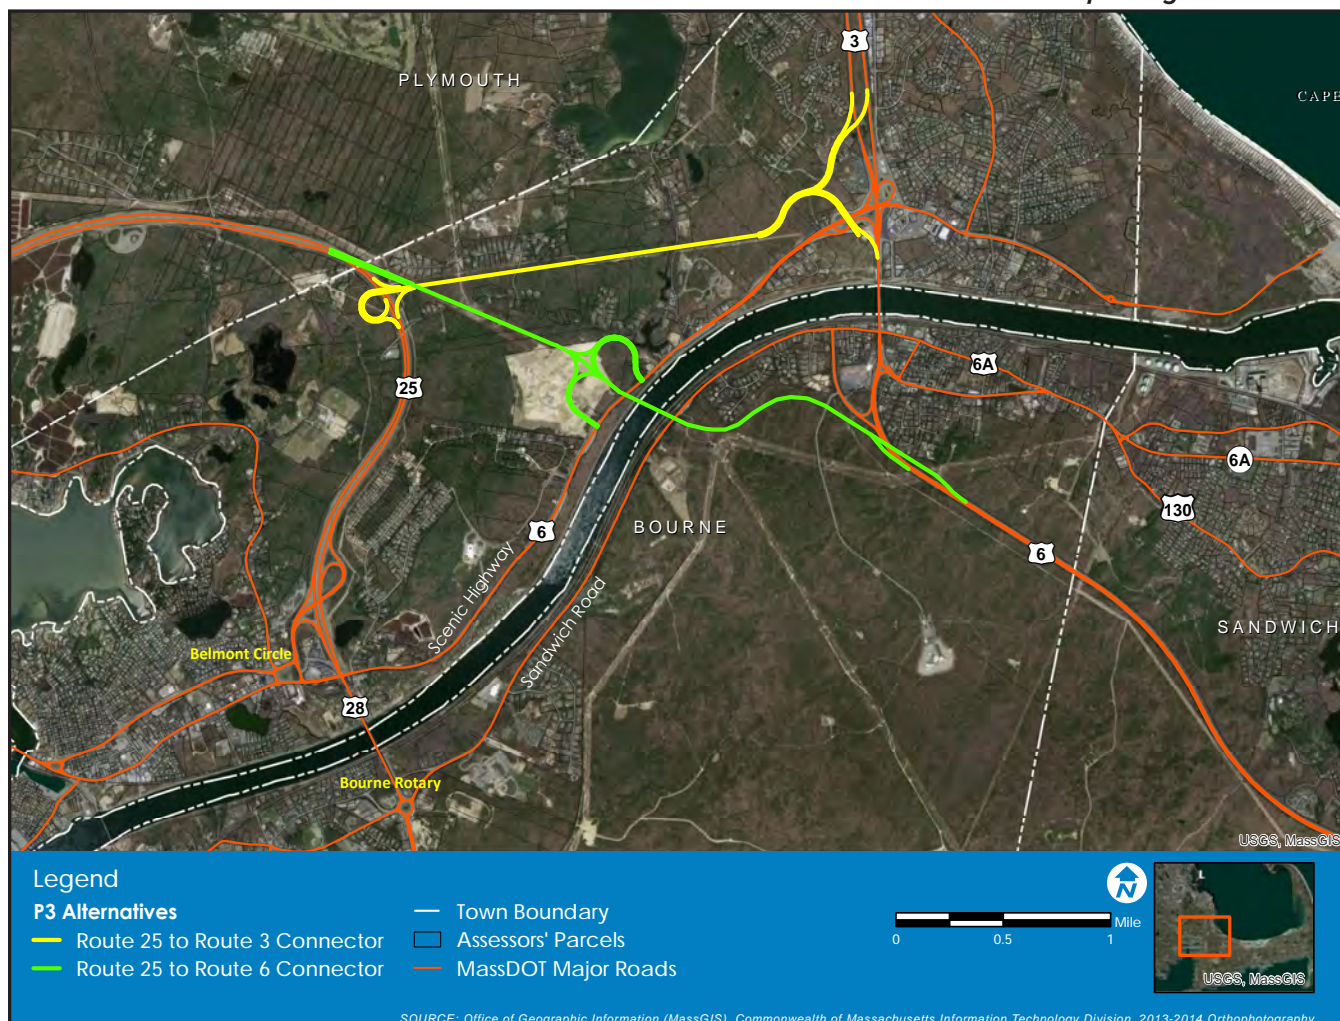 PLYMOUTH
3
CAPE
25
6A
6A
130
6
BOURNE
6
Scenic Highway
Sandwich Road
SANDWICH
Belmont Circle
28
Bourne Rotary
USGS, MassGIS
Legend
P3 Alternatives
Route 25 to Route 3 Connector
Route 25 to Route 6 Connector
Town Boundary
Assessors' Parcels
MassDOT Major Roads
N
Mile
0 0.5 1
USGS, MassGIS
SOURCE: Office of Geographic Information (MassGIS), Commonwealth of Massachusetts Information Technology Division, 2013-2014 Orthophotography